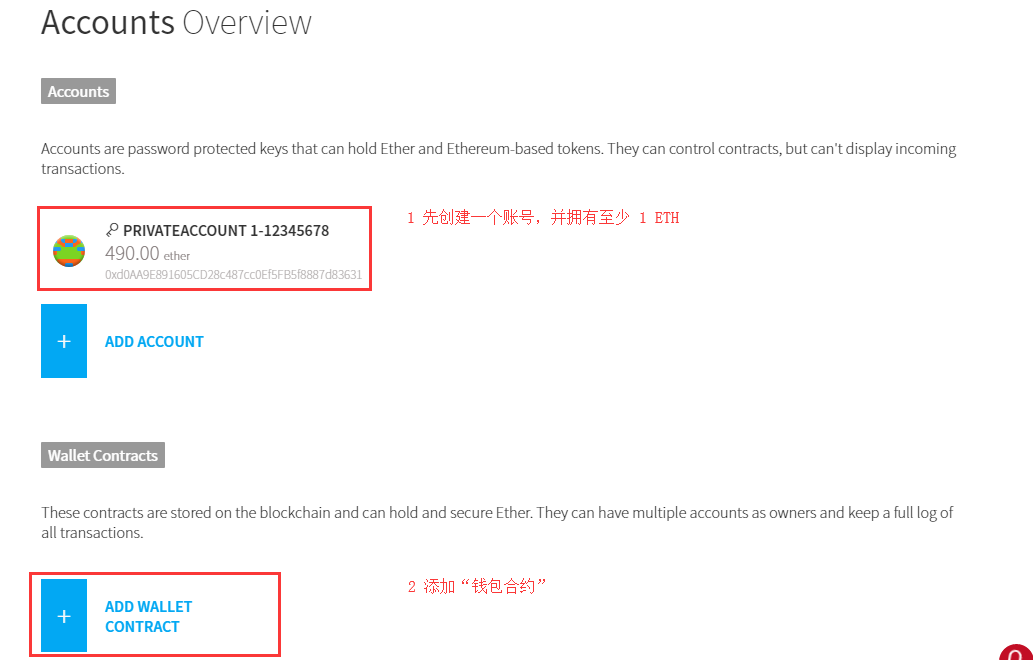 Accounts Overview
Accounts
Accounts are password protected keys that can hold Ether and Ethereum-based tokens. They can control contracts, but can't display incoming
transactions.
1 先创建一个账号，并拥有至少 1 ETH
PRIVATEACCOUNT 1-12345678
490.00 ether
0xd0AA9E891605CD28c487cc0Ef5FB5f8887d83631
+
ADD ACCOUNT
Wallet Contracts
These contracts are stored on the blockchain and can hold and secure Ether. They can have multiple accounts as owners and keep a full log of
all transactions.
2 添加“钱包合约”
+
ADD WALLET
CONTRACT